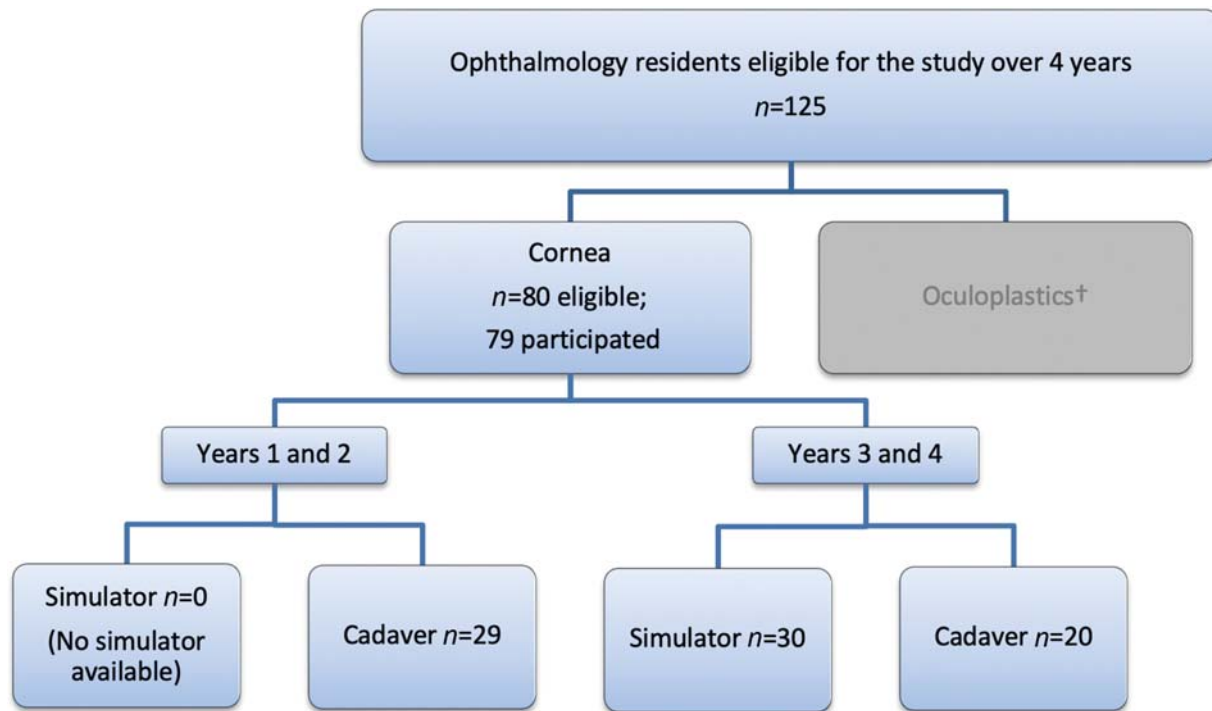 Ophthalmology residents eligible for the study over 4 years
n=125
Cornea
n=80 eligible;
79 participated
Oculoplastics†
Years 1 and 2
Years 3 and 4
Simulator n=0
(No simulator
available)
Cadaver n=29
Simulator n=30
Cadaver n=20